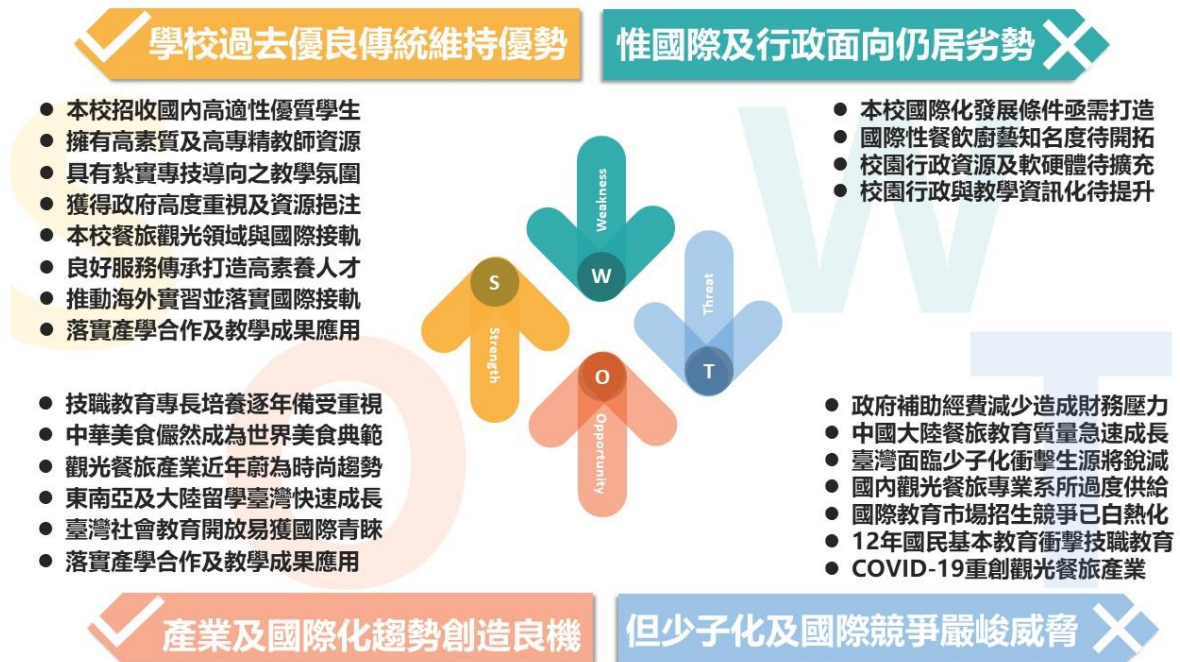 學校過去優良傳統維持優勢
惟國際及行政面向仍居劣勢
● 本校招收國內高適性優質學生
● 擁有高素質及高專精教師資源
● 具有紮實專技導向之教學氛圍
● 獲得政府高度重視及資源挹注
● 本校餐旅觀光領域與國際接軌
● 良好服務傳承打造高素養人才
● 推動海外實習並落實國際接軌
● 落實產學合作及教學成果應用
● 本校國際化發展條件亟需打造
● 國際性餐飲廚藝知名度待開拓
● 校園行政資源及軟硬體待擴充
● 校園行政與教學資訊化待提升
S
W
O
T
Weakness
W
S
Strength
Threat
T
O
Opportunity
● 技職教育專長培養逐年備受重視
● 中華美食儼然成為世界美食典範
● 觀光餐旅產業近年蔚為時尚趨勢
● 東南亞及大陸留學臺灣快速成長
● 臺灣社會教育開放易獲國際青睞
● 落實產學合作及教學成果應用
● 政府補助經費減少造成財務壓力
● 中國大陸餐旅教育質量急速成長
● 臺灣面臨少子化衝擊生源將銳減
● 國內觀光餐旅專業系所過度供給
● 國際教育市場招生競爭已白熱化
● 12年國民基本教育衝擊技職教育
● COVID-19重創觀光餐旅產業
產業及國際化趨勢創造良機
但少子化及國際競爭嚴峻威脅